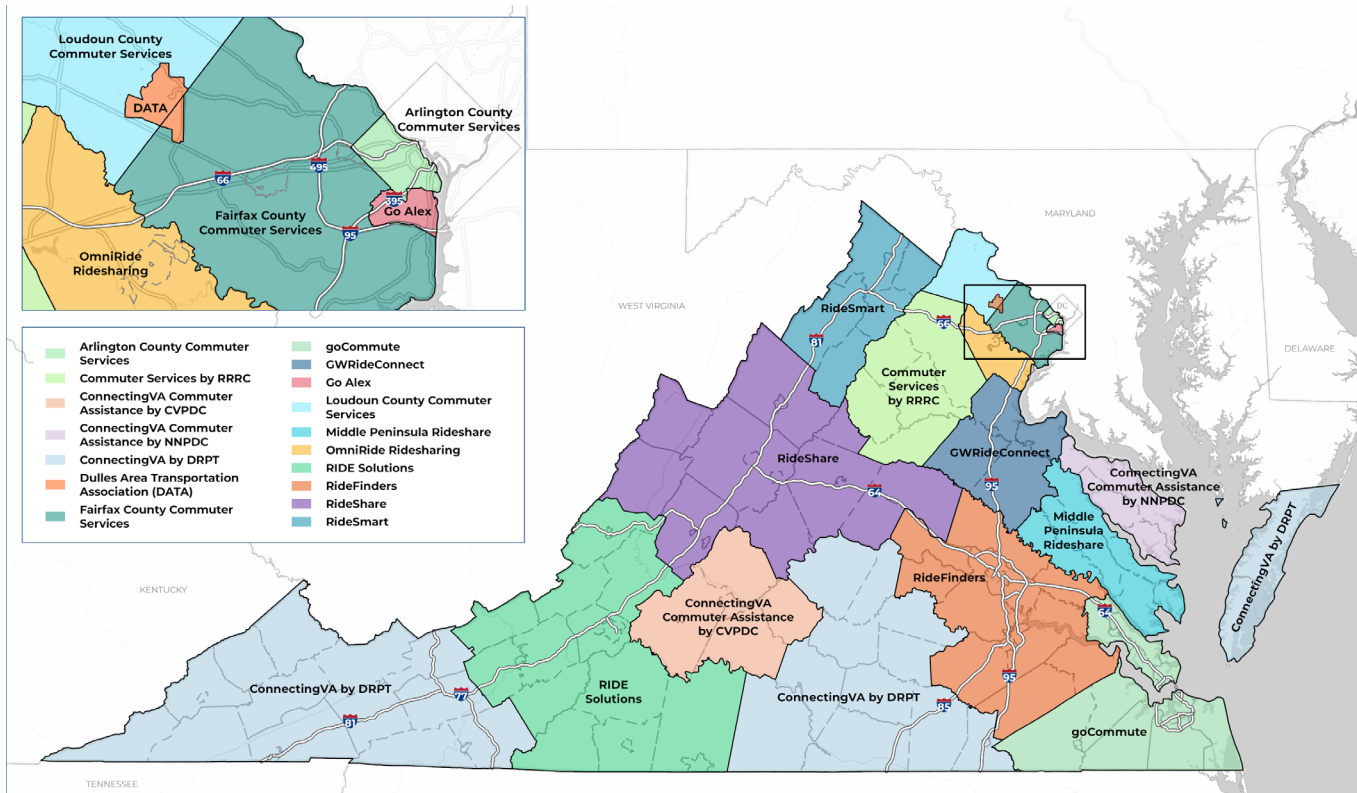 Loudoun County
Commuter Services
DATA
Arlington County
Commuter Services
495
66
395
Go Alex
Fairfax County
Commuter Services
95
OmniRide
Ridesharing
Arlington County Commuter
Services
Commuter Services by RRRC
ConnectingVA Commuter
Assistance by CVPDC
ConnectingVA Commuter
Assistance by NNPDC
ConnectingVA by DRPT
Dulles Area Transportation
Association (DATA)
Fairfax County Commuter
Services
goCommute
GWRideConnect
Go Alex
Loudoun County Commuter
Services
Middle Peninsula Rideshare
OmniRide Ridesharing
RIDE Solutions
RideFinders
RideShare
RideSmart
MARYLAND
WEST VIRGINIA
DC
DELAWARE
KENTUCKY
TENNESSEE
RideSmart
66
81
Commuter
Services
by RRRC
RideShare
64
GWRideConnect
95
ConnectingVA
Commuter Assistance
by NNPDC
Middle
Peninsula
Rideshare
ConnectingVA by DRPT
RideFinders
64
ConnectingVA
Commuter Assistance
by CVPDC
ConnectingVA by DRPT
77
81
RIDE
Solutions
ConnectingVA by DRPT
85
95
goCommute